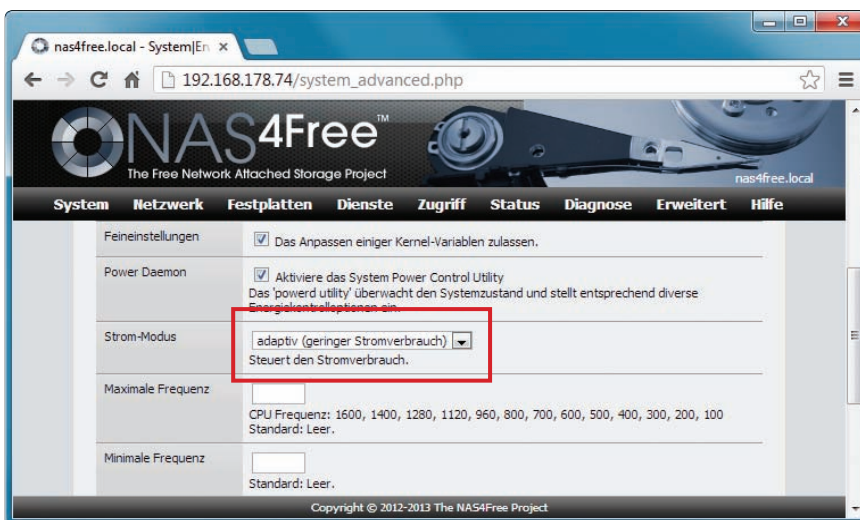 nas4free.local - System|En
192.168.178.74/system_advanced.php
NAS4Free™
The Free Network Attached Storage Project
nas4free.local
System Netzwerk Festplatten Dienste Zugriff Status Diagnose Erweitert Hilfe
Feineinstellungen
Das Anpassen einiger Kernel-Variablen zulassen.
Power Daemon
Aktiviere das System Power Control Utility
Das 'powerd utility' überwacht den Systemzustand und stellt entsprechend diverse
Energiekontrolloptionen ein.
Strom-Modus
adaptiv (geringer Stromverbrauch)
Steuert den Stromverbrauch.
Maximale Frequenz
CPU Frequenz: 1600, 1400, 1280, 1120, 960, 800, 700, 600, 500, 400, 300, 200, 100
Standard: Leer.
Minimale Frequenz
Standard: Leer.
Copyright © 2012-2013 The NAS4Free Project